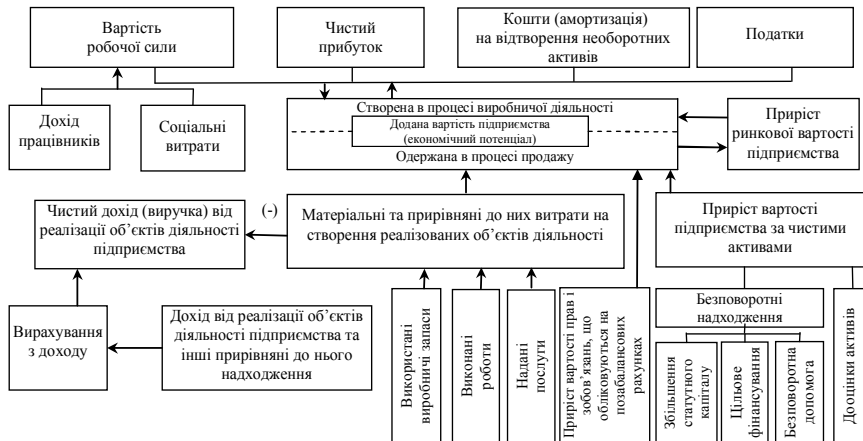 Вартість
робочої сили
Чистий
прибуток
Кошти (амортизація)
на відтворення необоротних
активів
Податки
Дохід
працівників
Соціальні
витрати
Створена в процесі виробничої діяльності
Додана вартість підприємства
(економічний потенціал)
Одержана в процесі продажу
Приріст
ринкової вартості
підприємства
Чистий дохід (виручка) від
реалізації об’єктів діяльності
підприємства
(-)
Матеріальні та прирівняні до них витрати на
створення реалізованих об’єктів діяльності
Приріст вартості
підприємства за чистими
активами
Вирахування
з доходу
Дохід від реалізації об’єктів
діяльності підприємства та
інші прирівняні до нього
надходження
Використані
виробничі запаси
Виконані
роботи
Надані
послуги
Приріст вартості прав і
зобов’язань, що
обліковуються на
позабалансових
рахунках
Безповоротні
надходження
Збільшення
статутного
капіталу
Цільове
фінансування
Безповоротна
допомога
Дооцінки активів